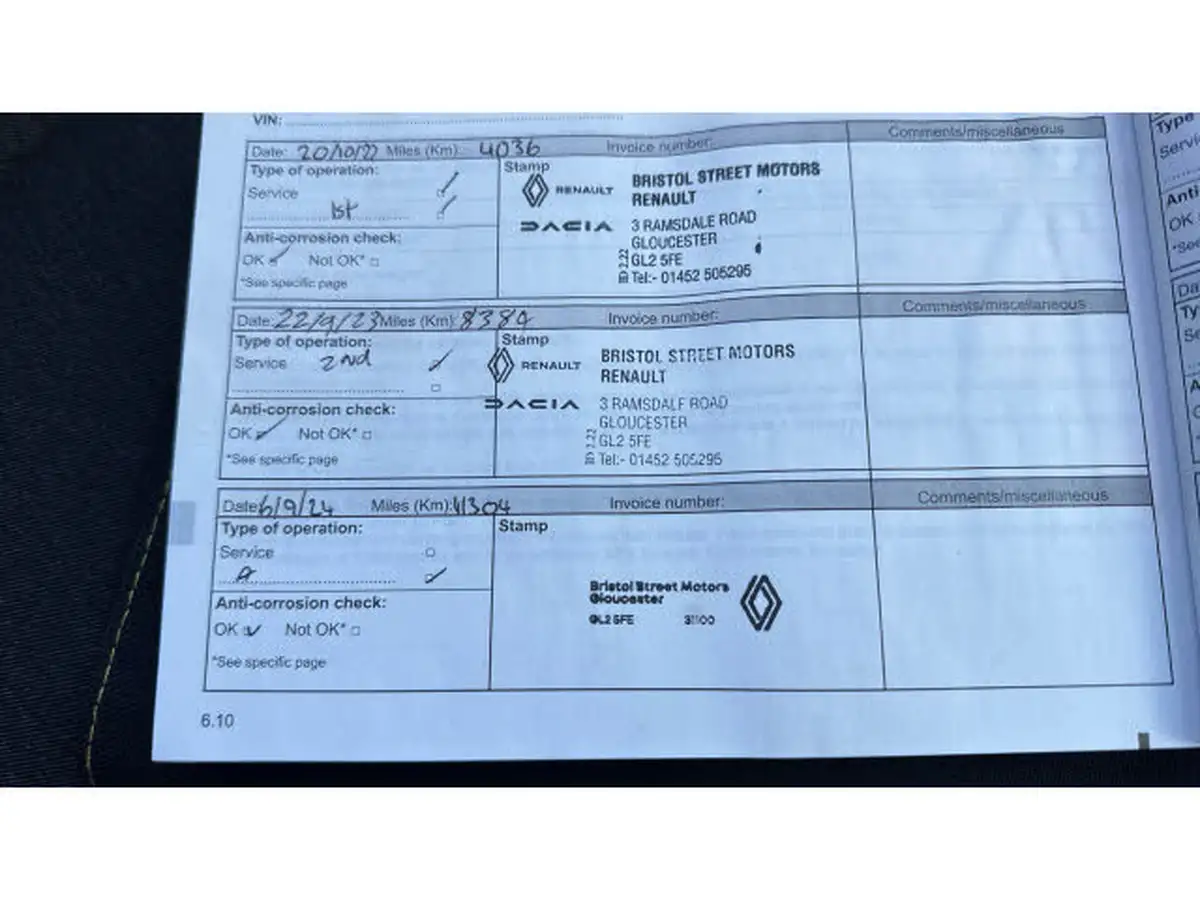 VIN:
Date: 20/10/22 Miles (Km): 4036 Invoice number: Comments/miscellaneous
Type of operation:
Service
1st
Anti-corrosion check:
OK Not OK*
*See specific page
Stamp
RENAULT
DACIA
BRISTOL STREET MOTORS
RENAULT
3 RAMSDALE ROAD
GLOUCESTER
GL2 5FE
Tel:- 01452 505295
Date: 22/9/23 Miles (Km): 8384 Invoice number: Comments/miscellaneous
Type of operation:
Service 2nd
Anti-corrosion check:
OK Not OK*
*See specific page
Stamp
RENAULT
DACIA
BRISTOL STREET MOTORS
RENAULT
3 RAMSDALE ROAD
GLOUCESTER
GL2 5FE
Tel:- 01452 505295
Date: 6/9/24 Miles (Km): 11304 Invoice number: Comments/miscellaneous
Type of operation:
Service
Anti-corrosion check:
OK Not OK*
*See specific page
Stamp
Bristol Street Motors
Gloucester
GL2 5FE 31100
6.10
Type
Anti
OK